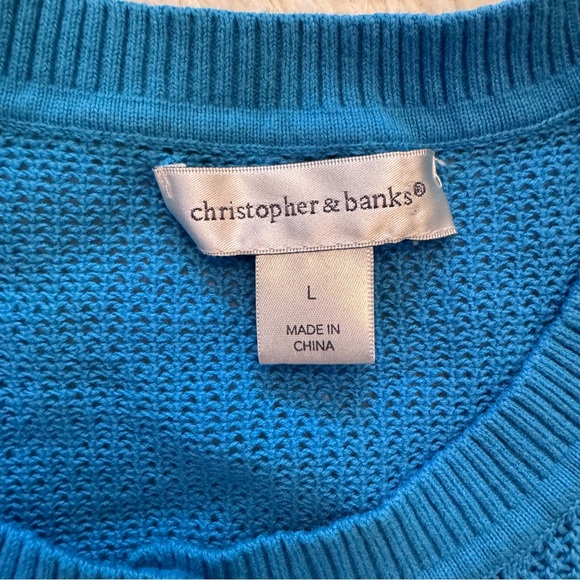 christopher & banks®
L
MADE IN
CHINA